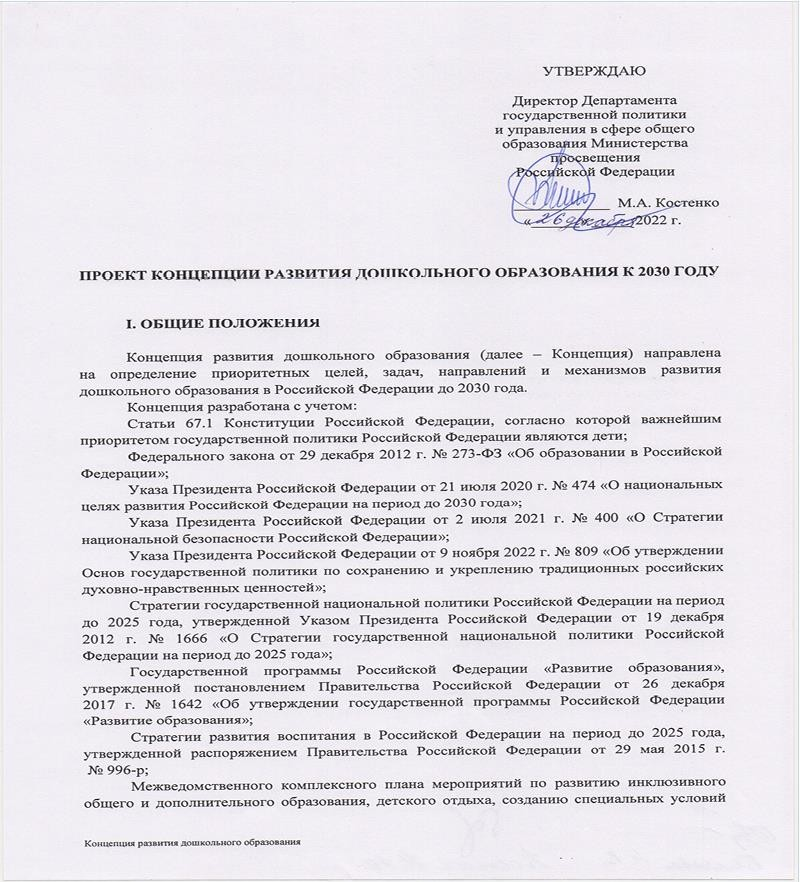 УТВЕРЖДАЮ
Директор Департамента
государственной политики
и управления в сфере общего
образования Министерства
просвещения
Российской Федерации
М.А. Костенко
«26» декабря 2022 г.
ПРОЕКТ КОНЦЕПЦИИ РАЗВИТИЯ ДОШКОЛЬНОГО ОБРАЗОВАНИЯ К 2030 ГОДУ
I. ОБЩИЕ ПОЛОЖЕНИЯ
Концепция развития дошкольного образования (далее – Концепция) направлена
на определение приоритетных целей, задач, направлений и механизмов развития
дошкольного образования в Российской Федерации до 2030 года.
Концепция разработана с учетом:
Статьи 67.1 Конституции Российской Федерации, согласно которой важнейшим
приоритетом государственной политики Российской Федерации являются дети;
Федерального закона от 29 декабря 2012 г. № 273-ФЗ «Об образовании в Российской
Федерации»;
Указа Президента Российской Федерации от 21 июля 2020 г. № 474 «О национальных
целях развития Российской Федерации на период до 2030 года»;
Указа Президента Российской Федерации от 2 июля 2021 г. № 400 «О Стратегии
национальной безопасности Российской Федерации»;
Указа Президента Российской Федерации от 9 ноября 2022 г. № 809 «Об утверждении
Основ государственной политики по сохранению и укреплению традиционных российских
духовно-нравственных ценностей»;
Стратегии государственной национальной политики Российской Федерации на период
до 2025 года, утвержденной Указом Президента Российской Федерации от 19 декабря
2012 г. № 1666 «О Стратегии государственной национальной политики Российской
Федерации на период до 2025 года»;
Государственной программы Российской Федерации «Развитие образования»,
утвержденной постановлением Правительства Российской Федерации от 26 декабря
2017 г. № 1642 «Об утверждении государственной программы Российской Федерации
«Развитие образования»;
Стратегии развития воспитания в Российской Федерации на период до 2025 года,
утвержденной распоряжением Правительства Российской Федерации от 29 мая 2015 г.
№ 996-р;
Межведомственного комплексного плана мероприятий по развитию инклюзивного
общего и дополнительного образования, детского отдыха, созданию специальных условий
Концепция развития дошкольного образования